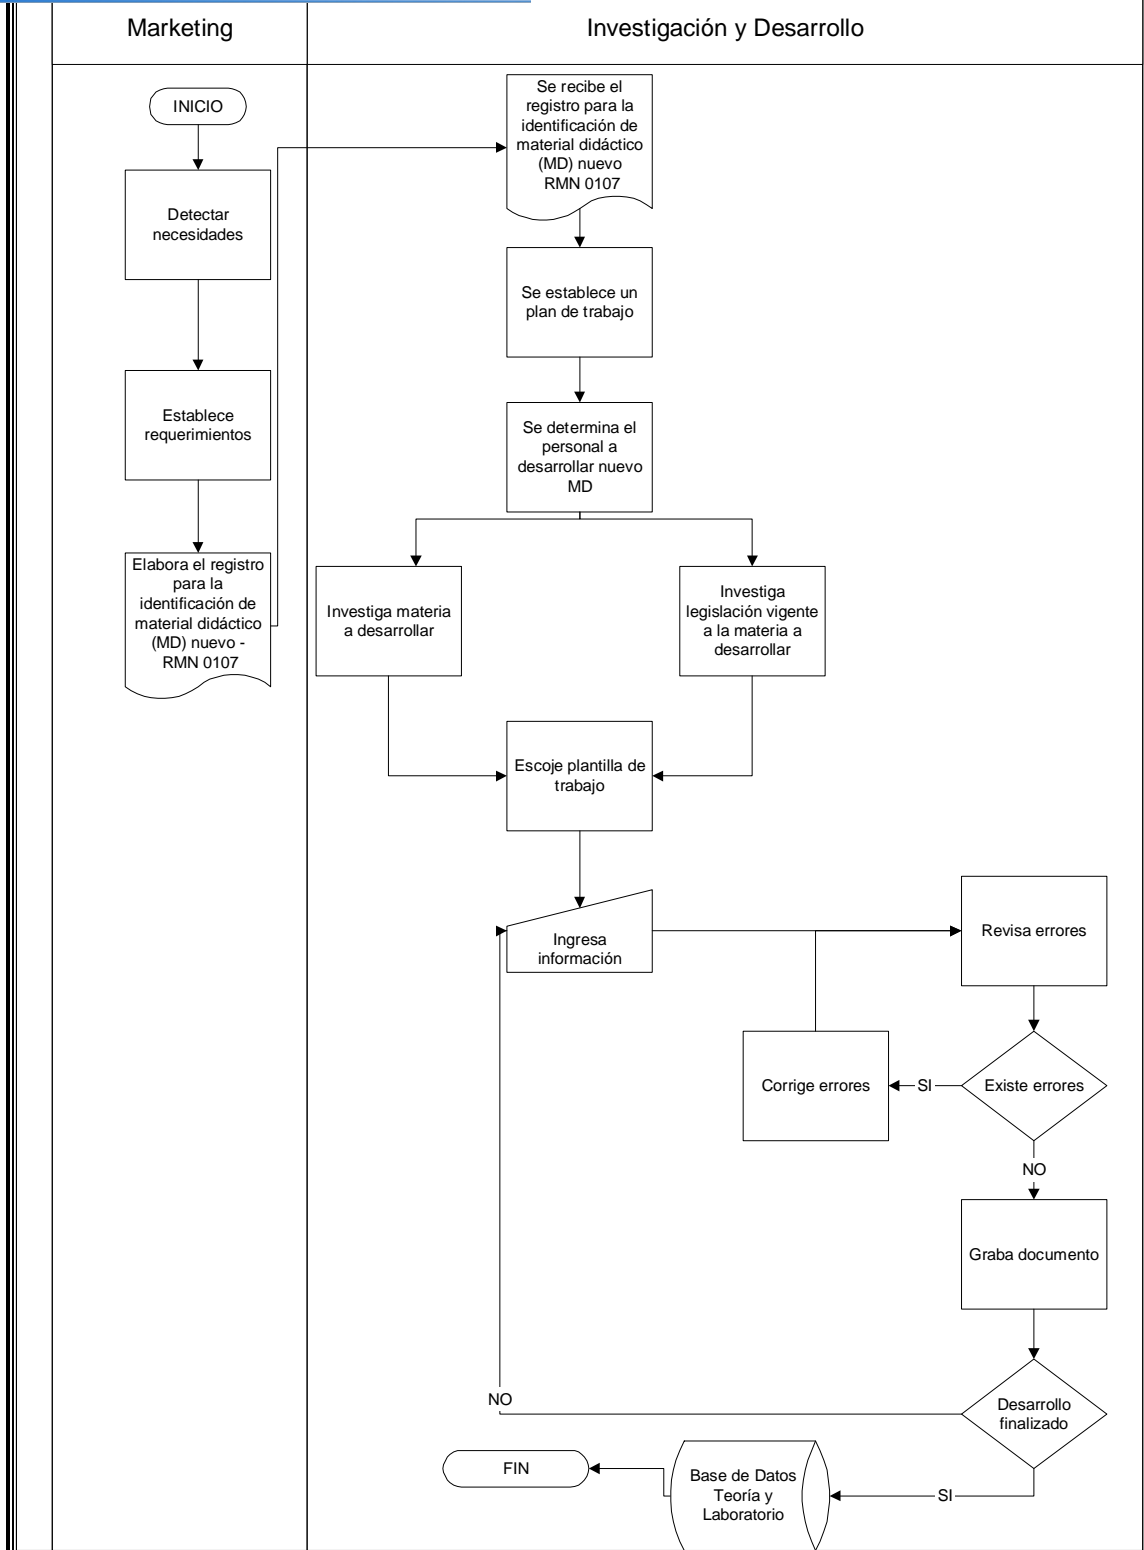 Marketing
Investigación y Desarrollo
INICIO
Detectar
necesidades
Establece
requerimientos
Elabora el registro
para la
identificación de
material didáctico
(MD) nuevo -
RMN 0107
Se recibe el
registro para la
identificación de
material didáctico
(MD) nuevo
RMN 0107
Se establece un
plan de trabajo
Se determina el
personal a
desarrollar nuevo
MD
Investiga materia
a desarrollar
Investiga
legislación vigente
a la materia a
desarrollar
Escoje plantilla de
trabajo
Ingresa
información
Revisa errores
Existe errores
SI
Corrige errores
NO
Graba documento
Desarrollo
finalizado
NO
SI
Base de Datos
Teoría y
Laboratorio
FIN